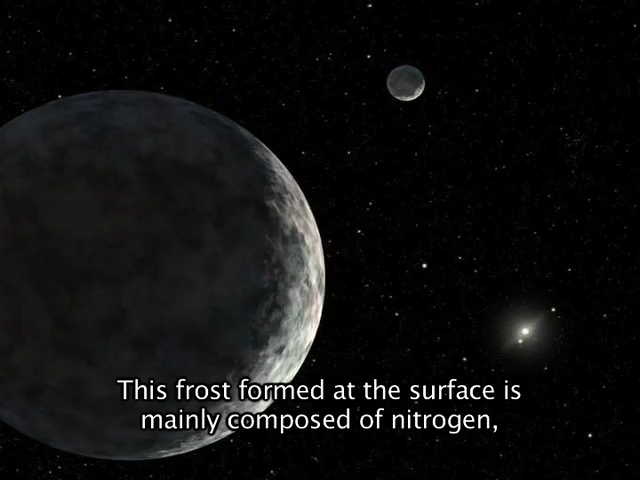 This frost formed at the surface is
mainly composed of nitrogen,